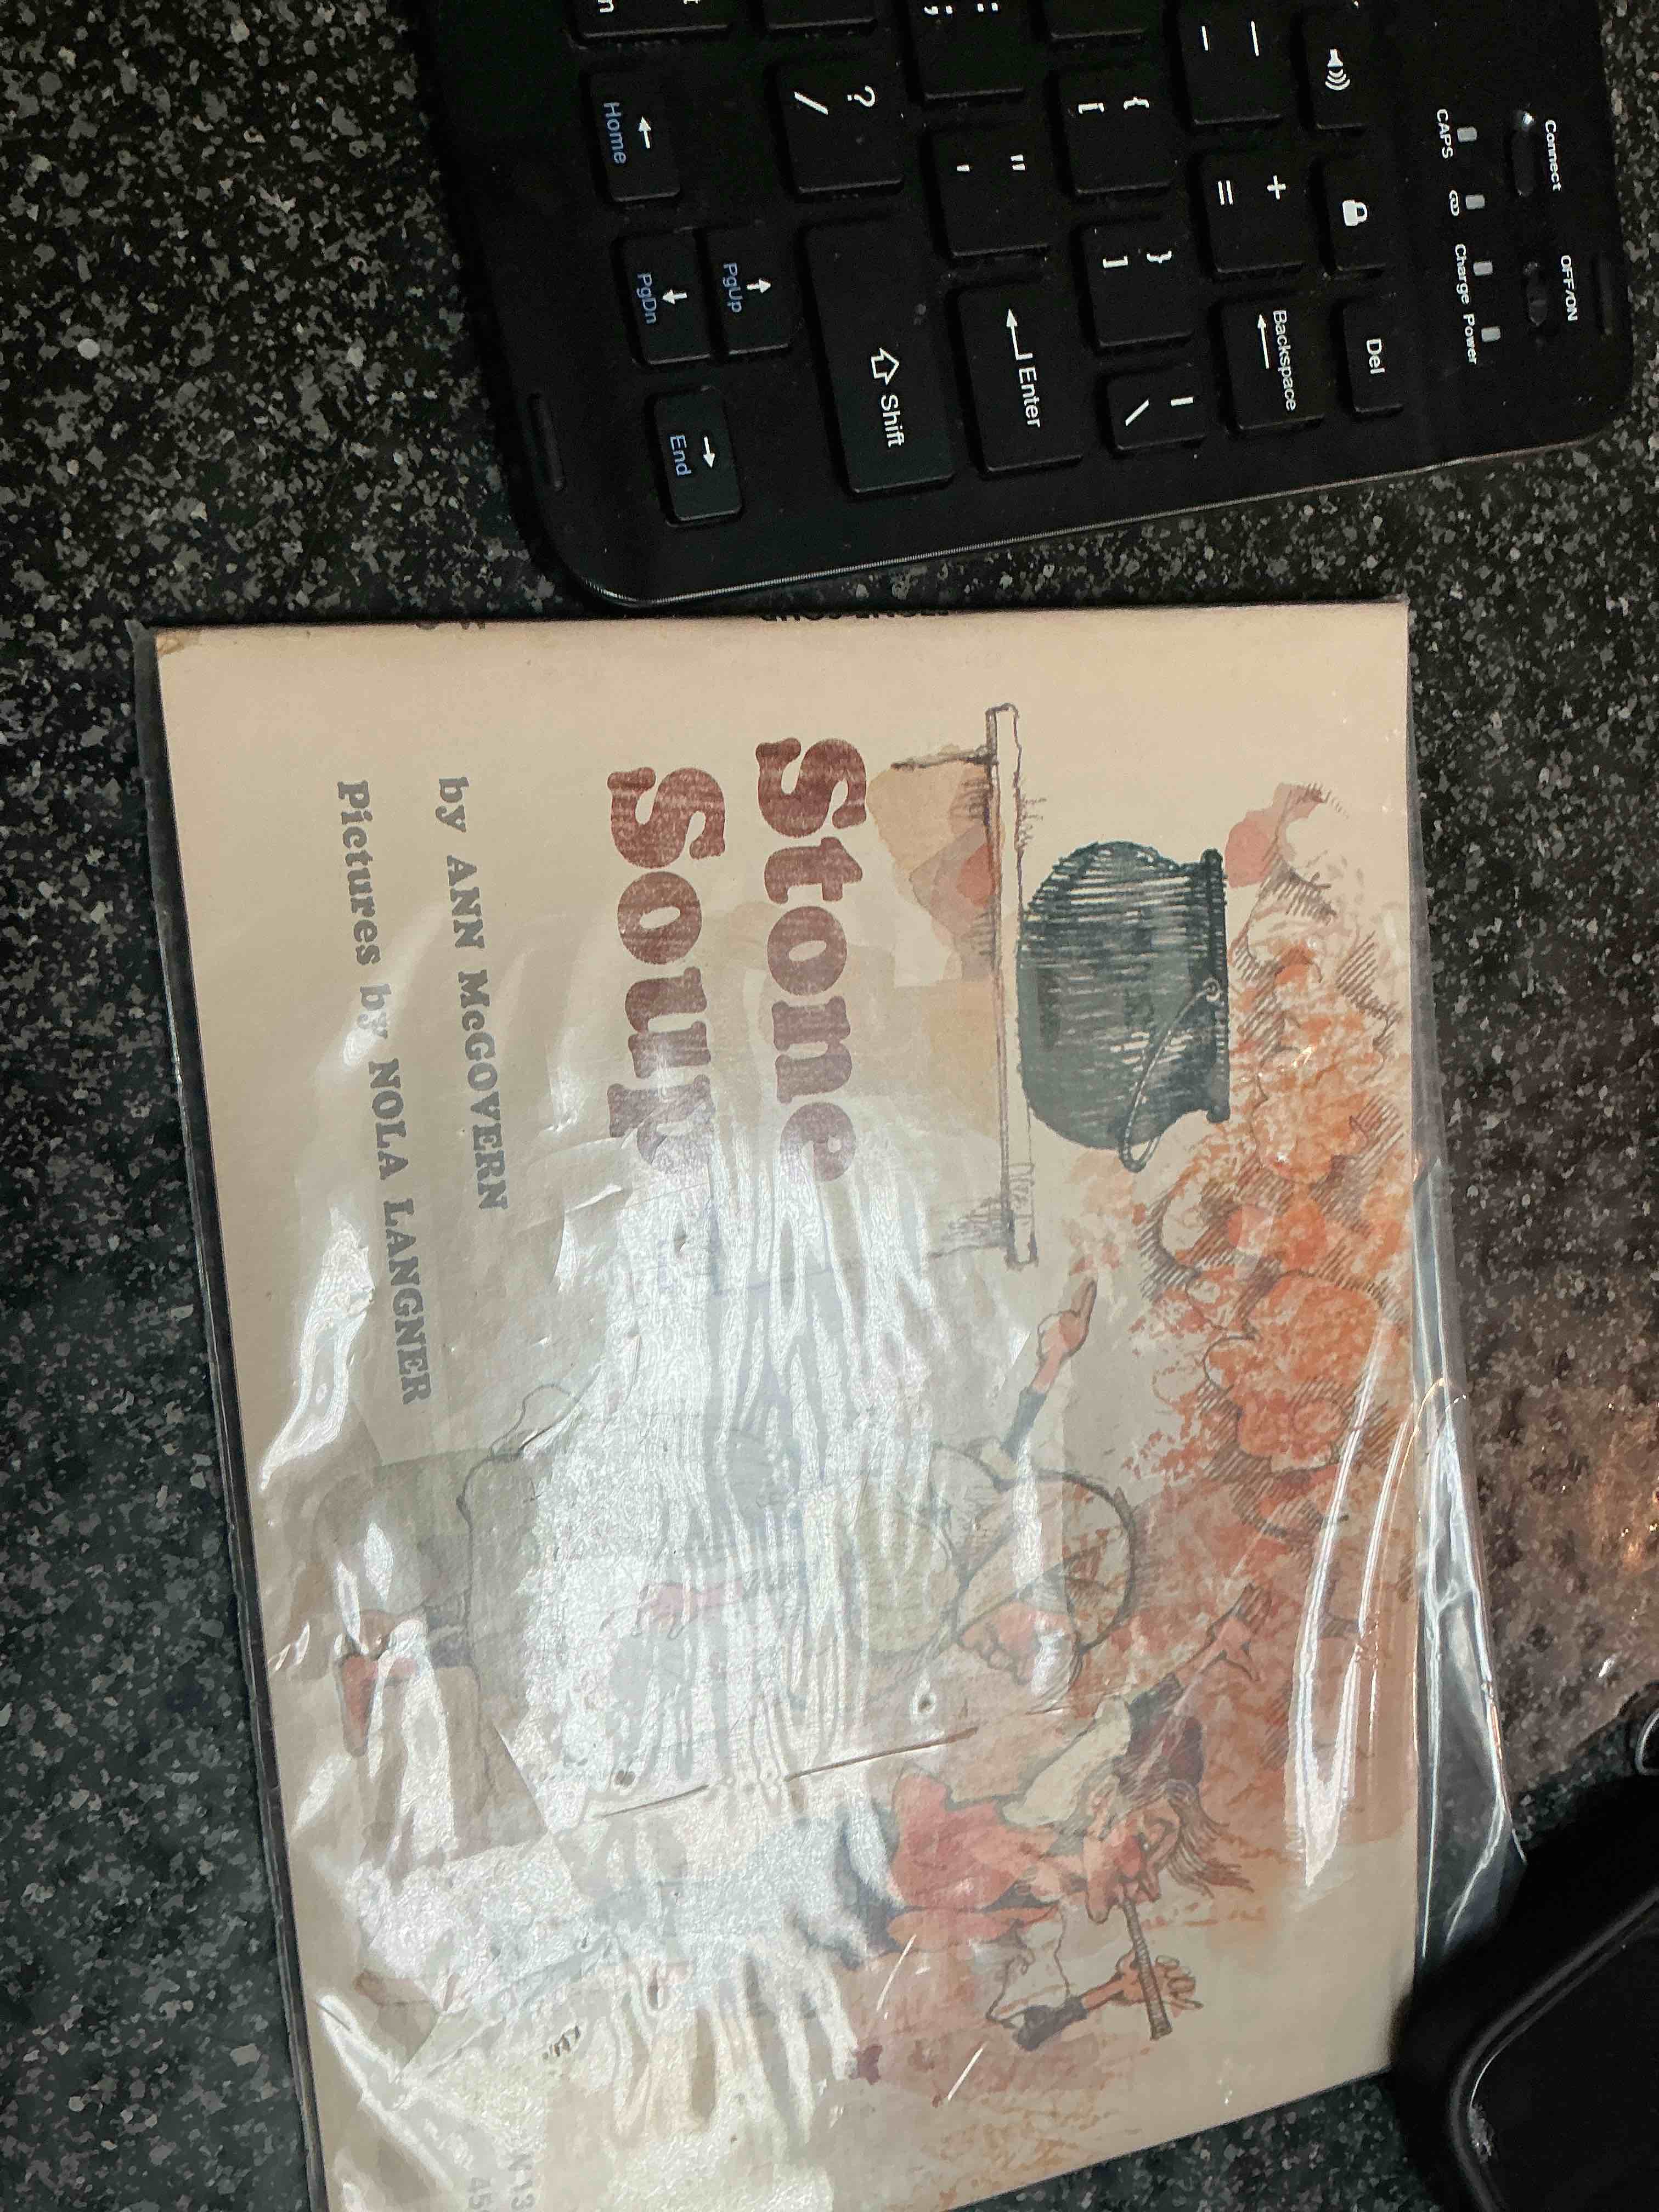 Stone
Soup
by ANN McGOVERN
Pictures by NOLA LANGNER
Connect
OFF/ON
CAPS
Charge
Power
Del
— –
+ =
Backspace
{ [
} ]
| \
: ;
" '
Enter
? /
Shift
Home
PgUp
PgDn
End